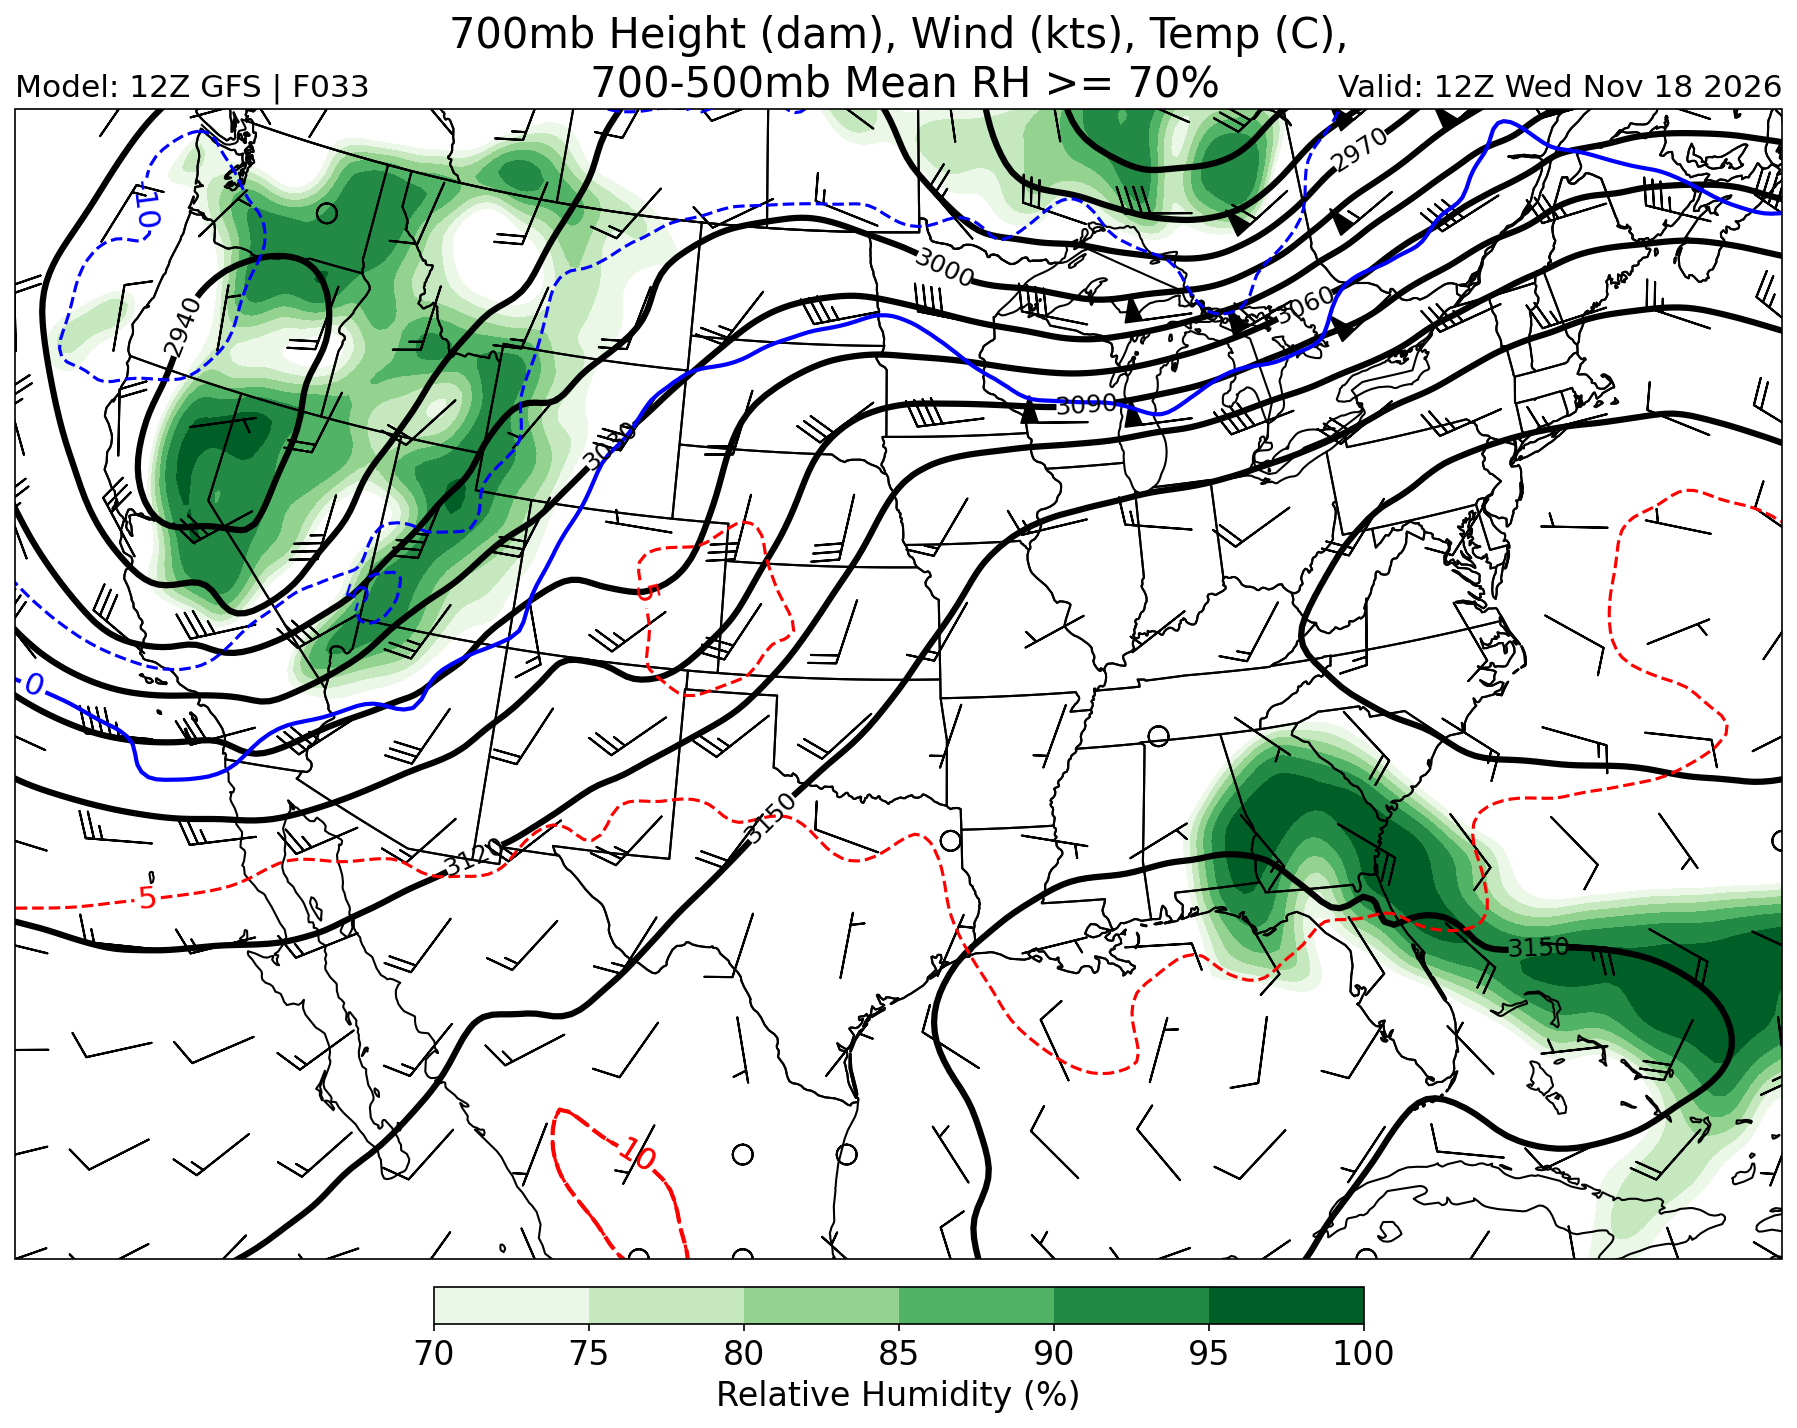 700mb Height (dam), Wind (kts), Temp (C),
700-500mb Mean RH >= 70%
Model: 12Z GFS | F033
Valid: 12Z Wed Nov 18 2026
2970
-10
3000
3060
2940
3090
3030
0
0
3150
3120
5
3150
10
70 75 80 85 90 95 100
Relative Humidity (%)